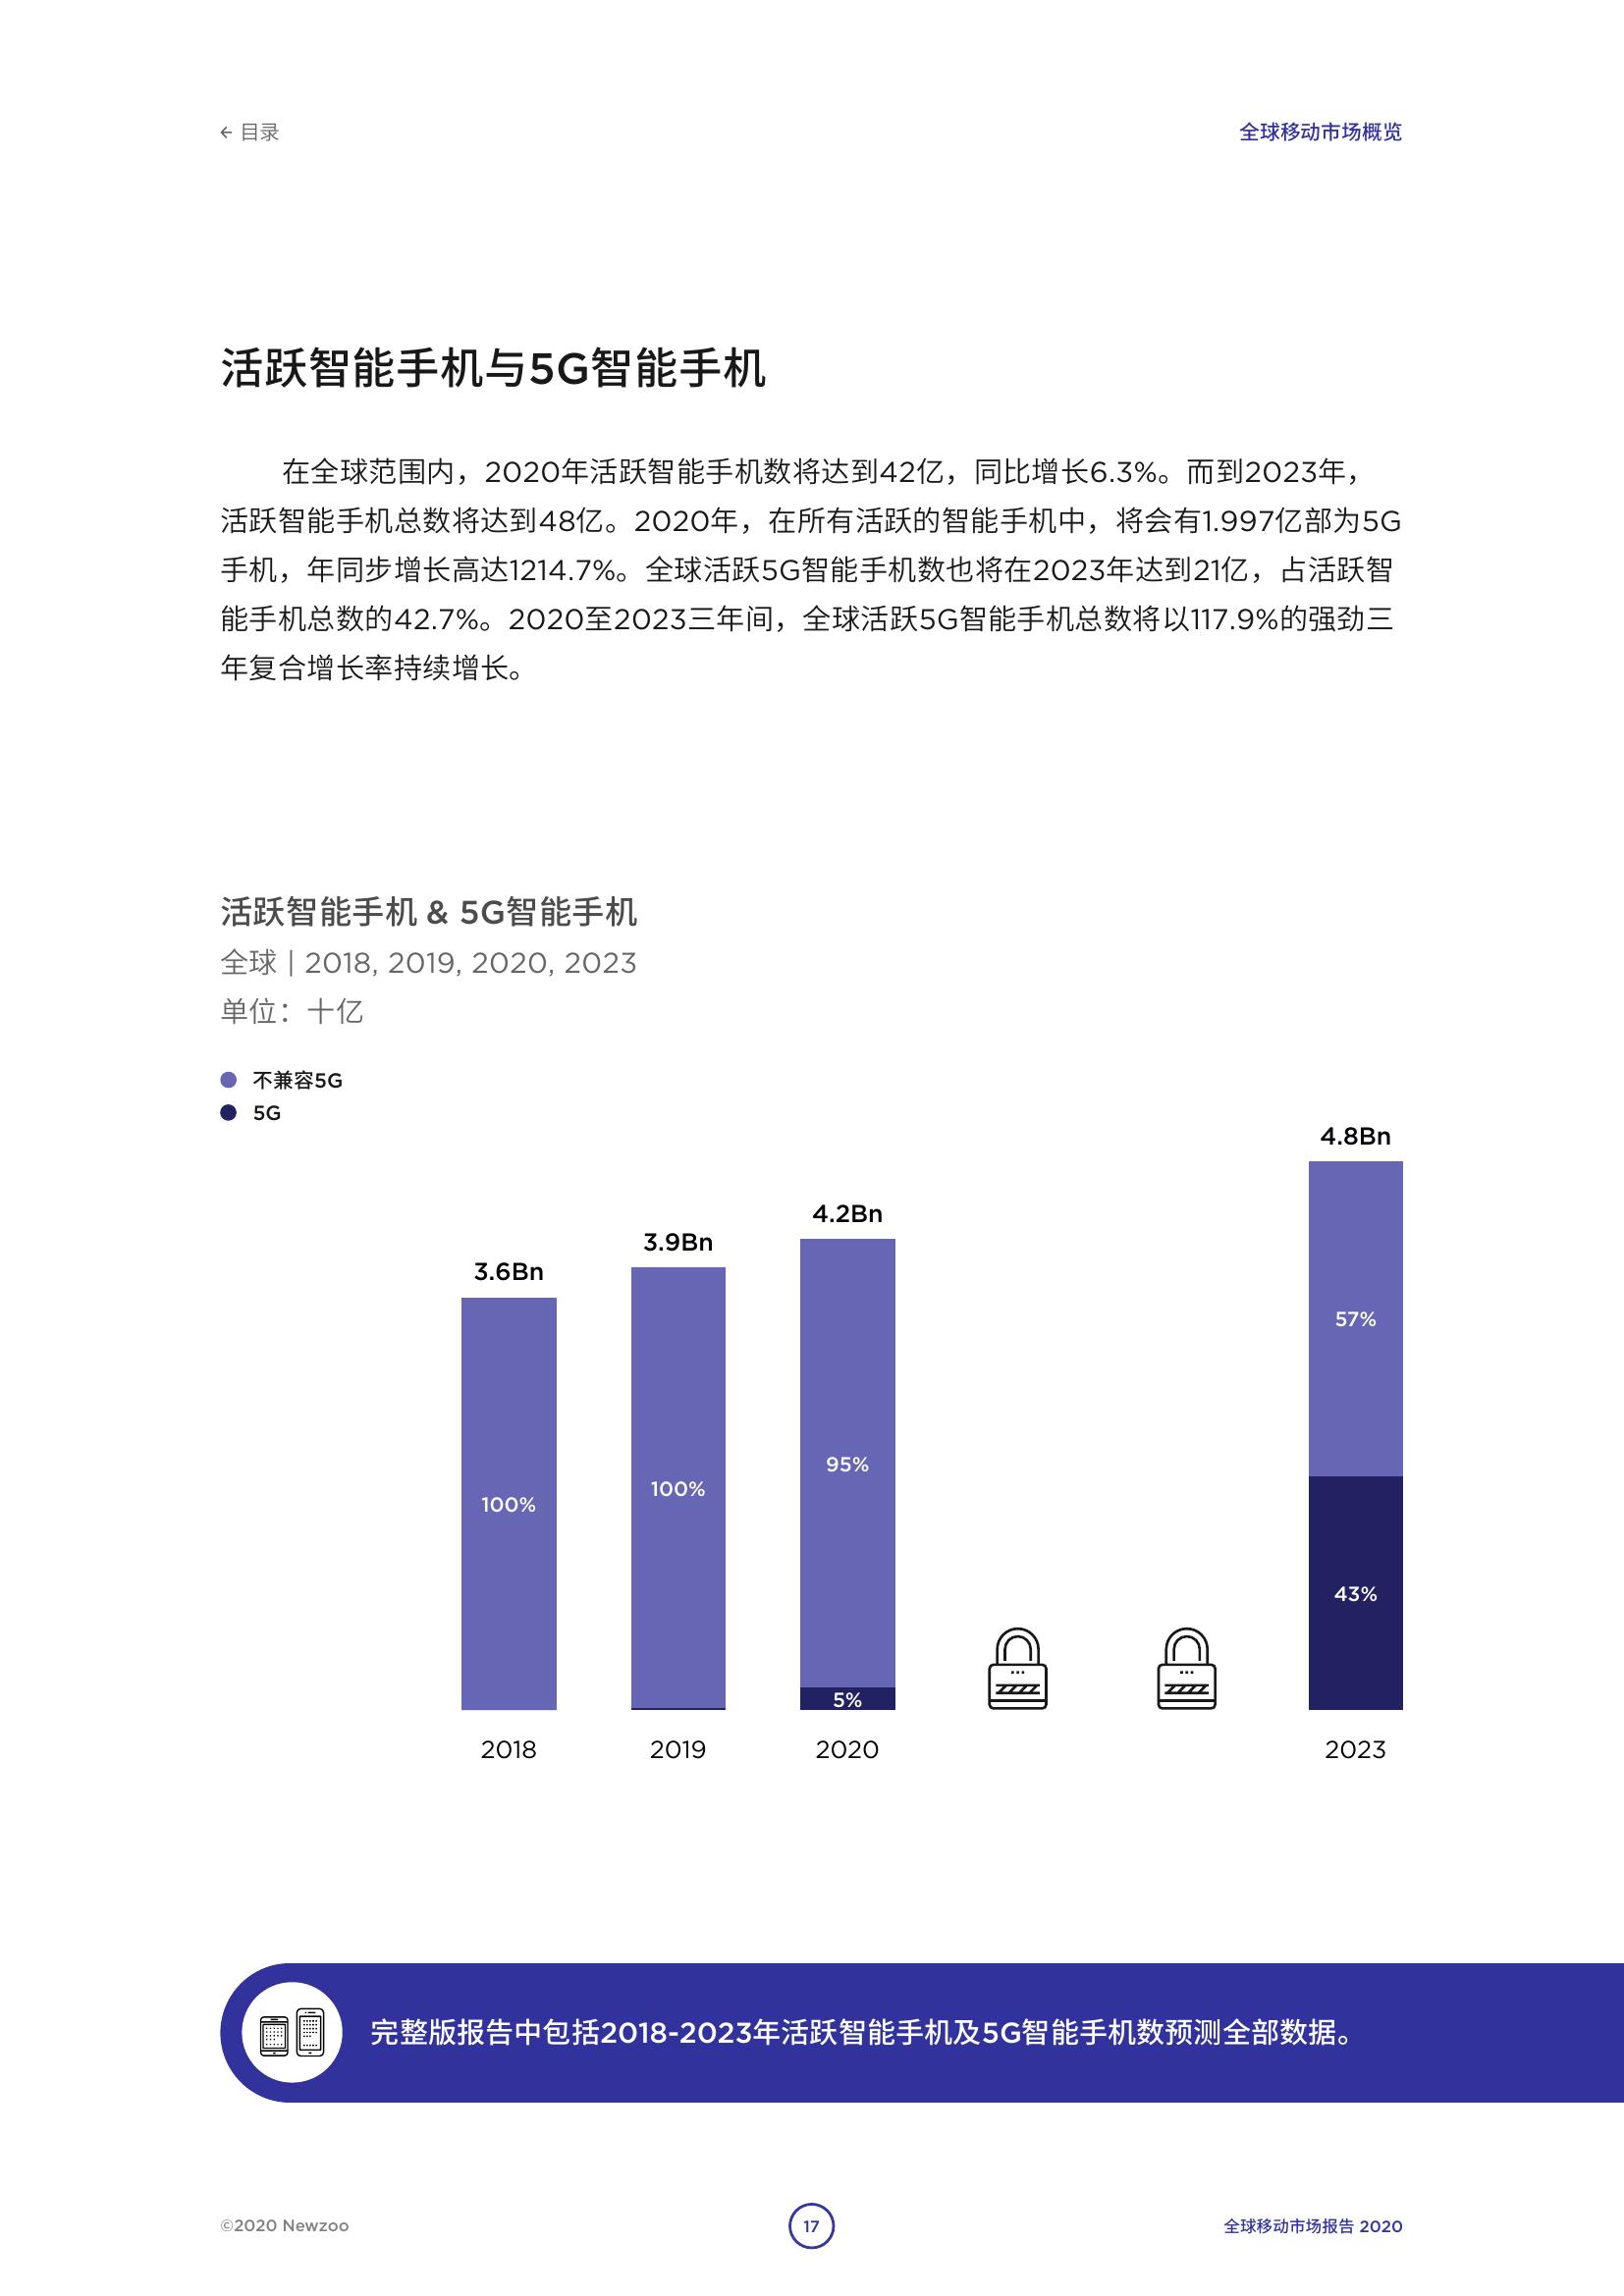 ← 目录
全球移动市场概览
活跃智能手机与5G智能手机
在全球范围内，2020年活跃智能手机数将达到42亿，同比增长6.3%。而到2023年，
活跃智能手机总数将达到48亿。2020年，在所有活跃的智能手机中，将会有1.997亿部为5G
手机，年同步增长高达1214.7%。全球活跃5G智能手机数也将在2023年达到21亿，占活跃智
能手机总数的42.7%。2020至2023三年间，全球活跃5G智能手机总数将以117.9%的强劲三
年复合增长率持续增长。
活跃智能手机 & 5G智能手机
全球 | 2018, 2019, 2020, 2023
单位：十亿
不兼容5G
5G
3.6Bn
3.9Bn
4.2Bn
4.8Bn
100%
100%
95%
5%
57%
43%
2018
2019
2020
2023
完整版报告中包括2018-2023年活跃智能手机及5G智能手机数预测全部数据。
©2020 Newzoo
17
全球移动市场报告 2020